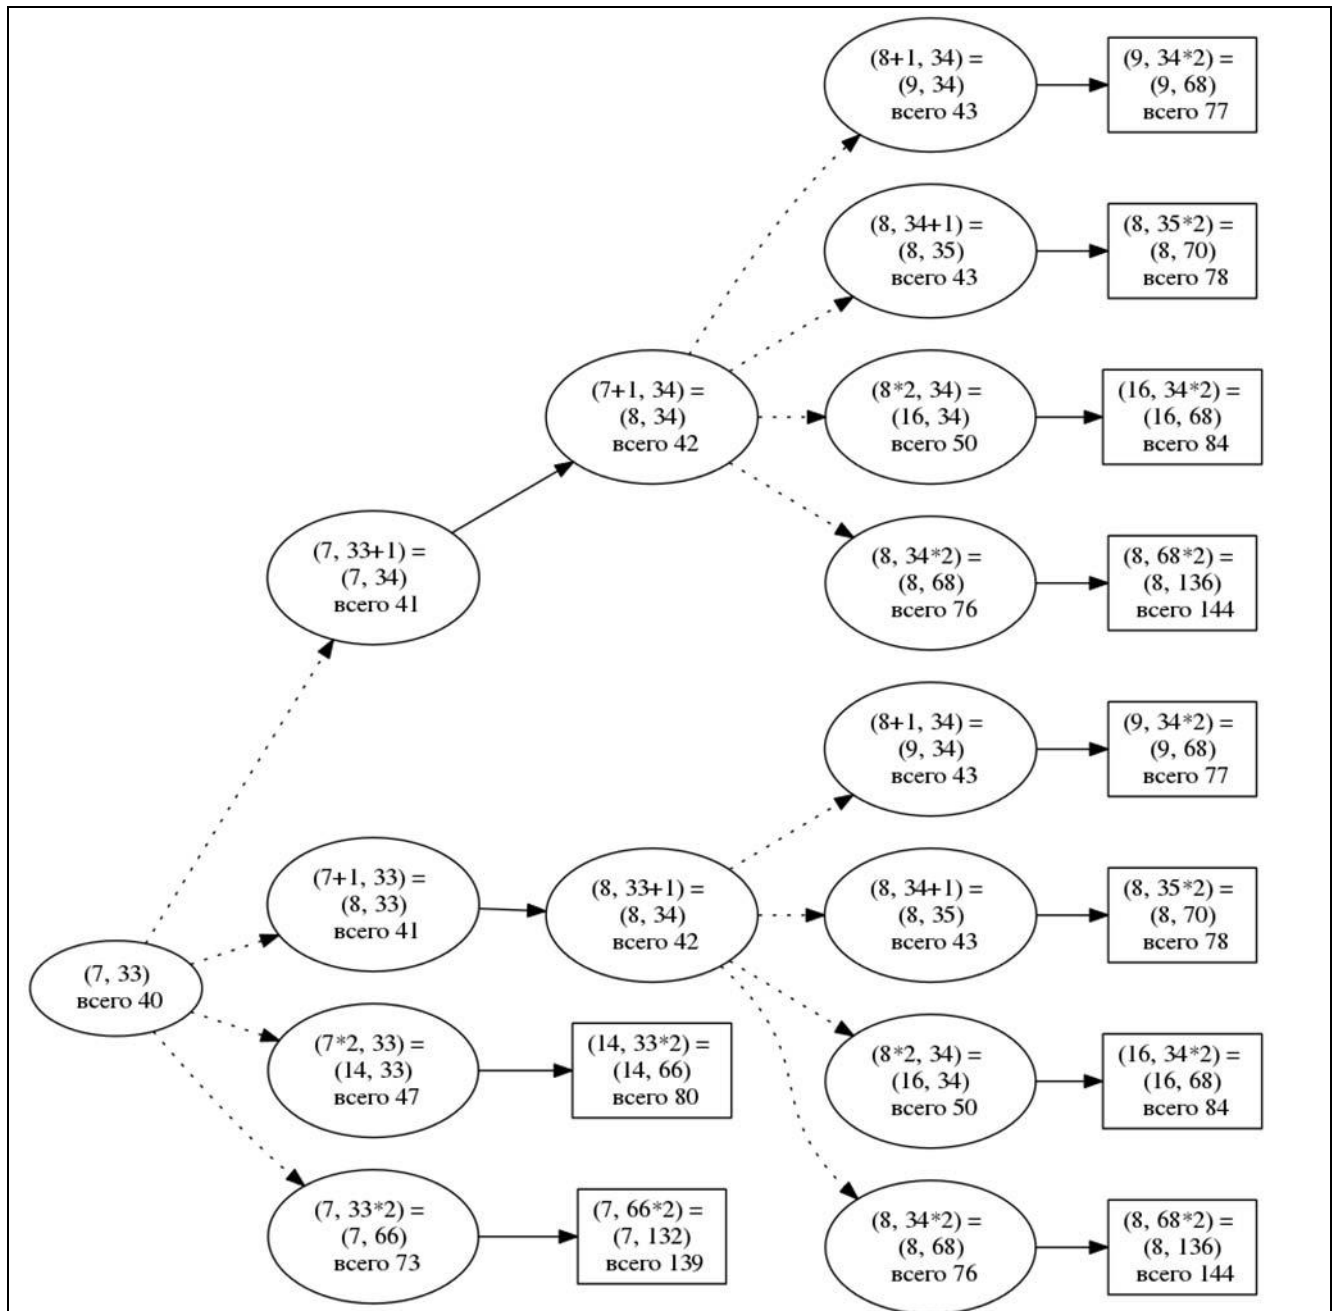 (8+1, 34) =
(9, 34)
всего 43
(9, 34*2) =
(9, 68)
всего 77
(8, 34+1) =
(8, 35)
всего 43
(8, 35*2) =
(8, 70)
всего 78
(7+1, 34) =
(8, 34)
всего 42
(8*2, 34) =
(16, 34)
всего 50
(16, 34*2) =
(16, 68)
всего 84
(7, 33+1) =
(7, 34)
всего 41
(8, 34*2) =
(8, 68)
всего 76
(8, 68*2) =
(8, 136)
всего 144
(8+1, 34) =
(9, 34)
всего 43
(9, 34*2) =
(9, 68)
всего 77
(7, 33)
всего 40
(7+1, 33) =
(8, 33)
всего 41
(8, 33+1) =
(8, 34)
всего 42
(8, 34+1) =
(8, 35)
всего 43
(8, 35*2) =
(8, 70)
всего 78
(7*2, 33) =
(14, 33)
всего 47
(14, 33*2) =
(14, 66)
всего 80
(8*2, 34) =
(16, 34)
всего 50
(16, 34*2) =
(16, 68)
всего 84
(7, 33*2) =
(7, 66)
всего 73
(7, 66*2) =
(7, 132)
всего 139
(8, 34*2) =
(8, 68)
всего 76
(8, 68*2) =
(8, 136)
всего 144